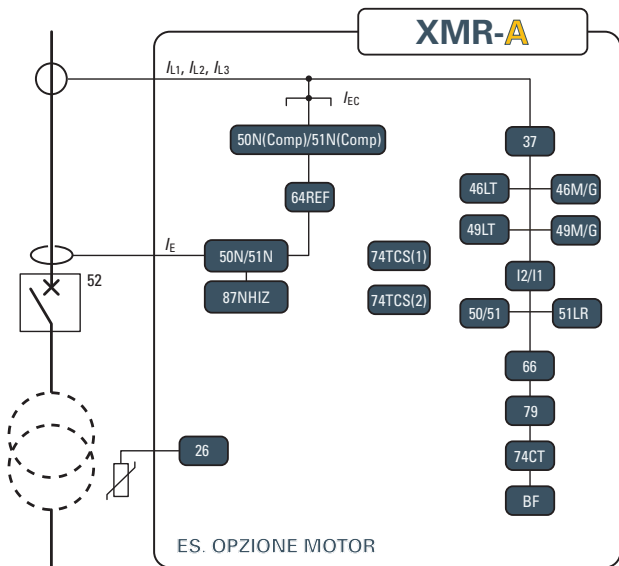 XMR-A
IL1, IL2, IL3
IEC
50N(Comp)/51N(Comp)
37
64REF
46LT
46M/G
49LT
49M/G
IE
50N/51N
74TCS(1)
I2/I1
52
87NHIZ
74TCS(2)
50/51
51LR
66
79
26
74CT
BF
ES. OPZIONE MOTOR